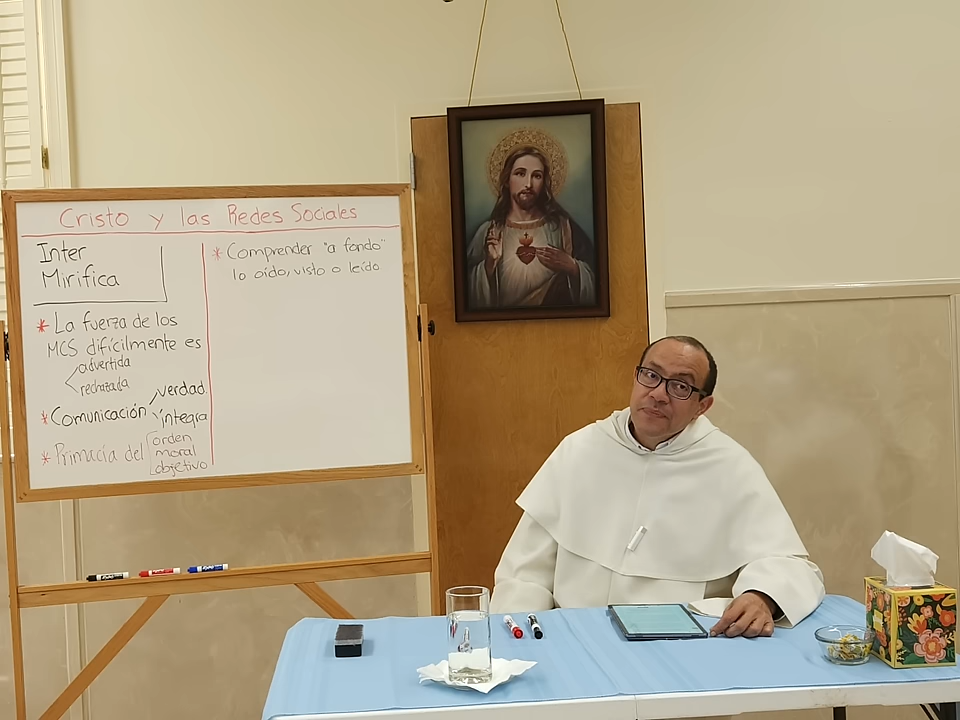 Cristo y las Redes Sociales
Inter
Mirifica
* La fuerza de los
MCS difícilmente es
advertida
rechazada
* Comunicación verdad
íntegra
* Primacía del orden
moral
objetivo
* Comprender "a fondo"
lo oído, visto o leído